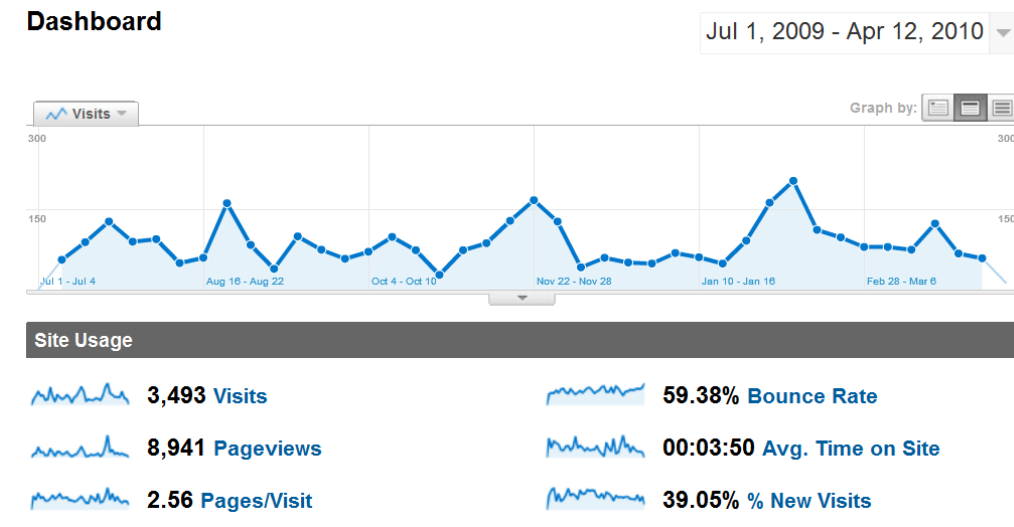 Dashboard
Jul 1, 2009 - Apr 12, 2010
Visits
Graph by:
300
300
150
150
Jul 1 - Jul 4
Aug 16 - Aug 22
Oct 4 - Oct 10
Nov 22 - Nov 28
Jan 10 - Jan 16
Feb 28 - Mar 6
Site Usage
3,493 Visits
59.38% Bounce Rate
8,941 Pageviews
00:03:50 Avg. Time on Site
2.56 Pages/Visit
39.05% % New Visits